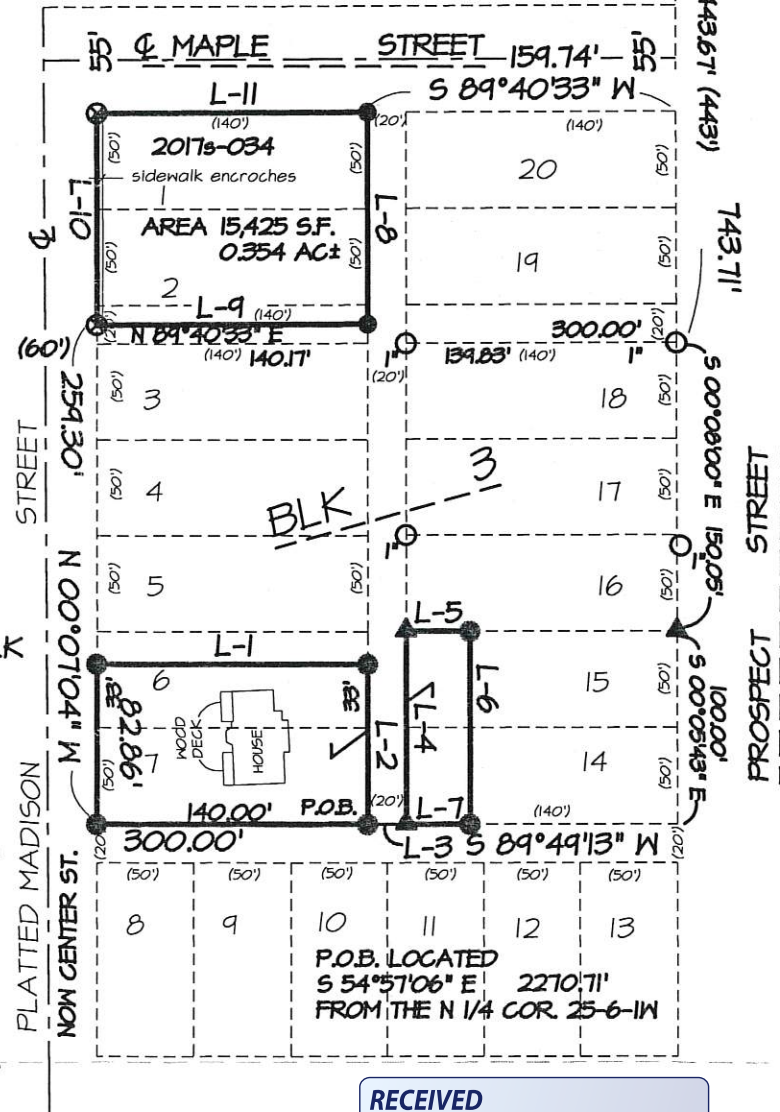 55' ℄ MAPLE STREET 159.74' 55'
S 89°40'33" W
43.67' (443')
L-11
(140')
(20')
(140')
(50')
2017s-034
(50')
(50')
sidewalk encroches
20
L-10
L-8
AREA 15,425 S.F.
0.354 AC±
(50')
(50')
(50')
19
2
L-9 (140')
(20')
N 89°40'33" E
(20')
743.71'
(60')
(140') 140.17'
1"
139.83' (140')
300.00'
1"
259.30'
(20')
(50')
3
18
(50')
S 00°08'00" E 150.05'
STREET
(50')
4
BLK 3
17
(50')
1"
1"
(50')
5
(50')
16
(50')
STREET
L-5
N 00°07'04" W
L-1
33'
6
33'
L-2
L-4
L-6
15
(50')
100.00'
S 00°05'43" E
PROSPECT
82.86'
WOOD
DECK
HOUSE
(50')
7
14
(50')
140.00'
P.O.B.
(20')
L-7
(140')
(20')
300.00'
L-3 S 89°49'13" W
(20')
PLATTED MADISON
NOW CENTER ST.
(50') (50') (50') (50') (50') (50')
8 9 10 11 12 13
P.O.B. LOCATED
S 54°57'06" E 2270.71'
FROM THE N 1/4 COR. 25-6-1W
RECEIVED